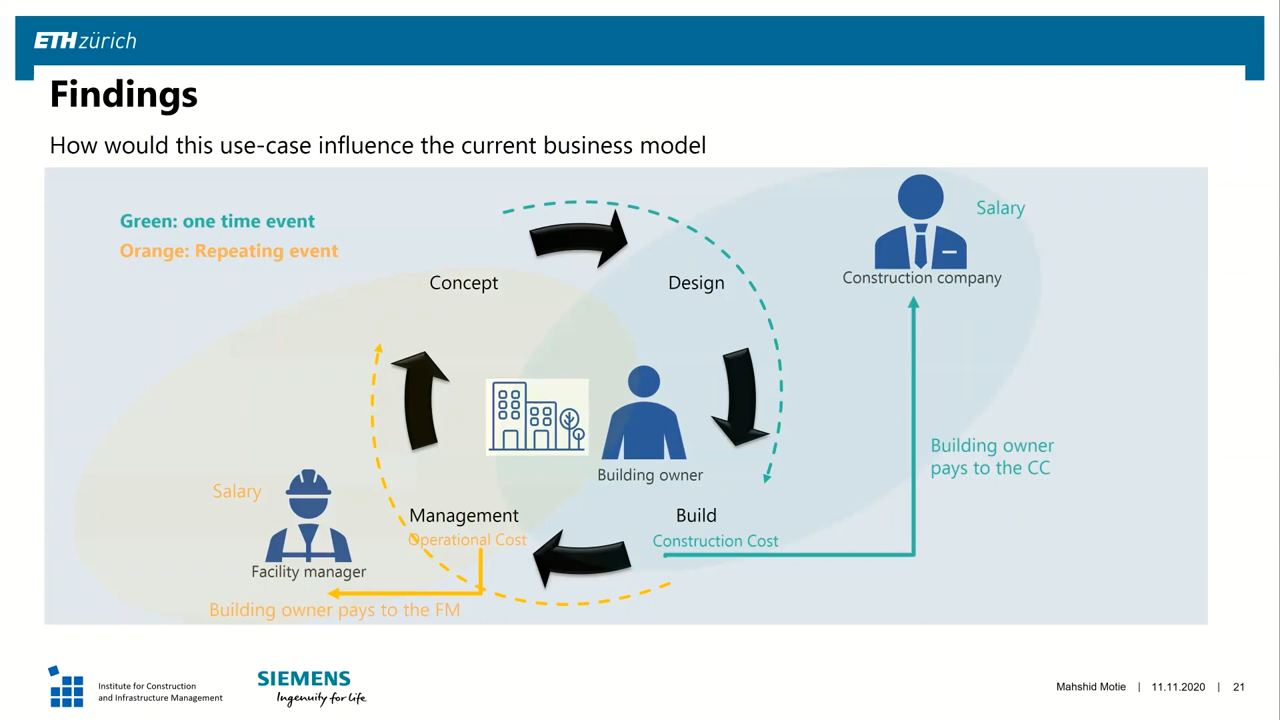 ETH zürich
Findings
How would this use-case influence the current business model
Green: one time event
Orange: Repeating event
Salary
Construction company
Concept
Design
Building owner
Building owner
pays to the CC
Salary
Management
Build
Operational Cost
Construction Cost
Facility manager
Building owner pays to the FM
Institute for Construction
and Infrastructure Management
SIEMENS
Ingenuity for life
Mahshid Motie | 11.11.2020 | 21